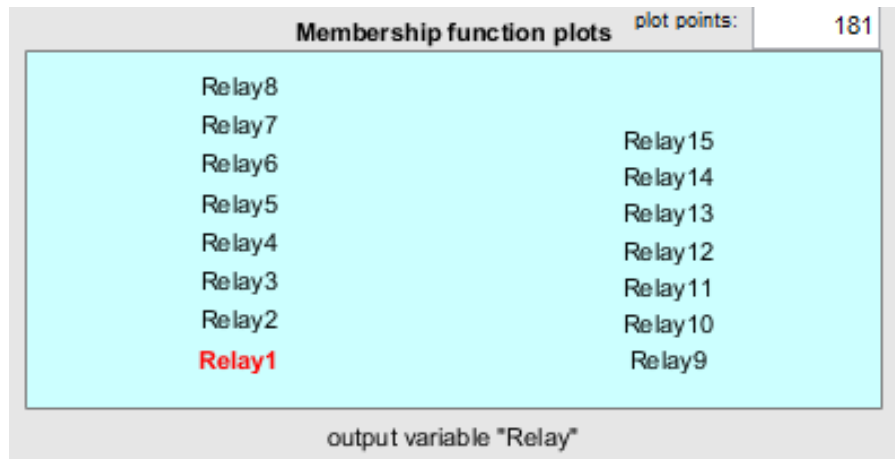 Membership function plots
plot points:
181
Relay8
Relay7
Relay6
Relay5
Relay4
Relay3
Relay2
Relay1
Relay15
Relay14
Relay13
Relay12
Relay11
Relay10
Relay9
output variable "Relay"